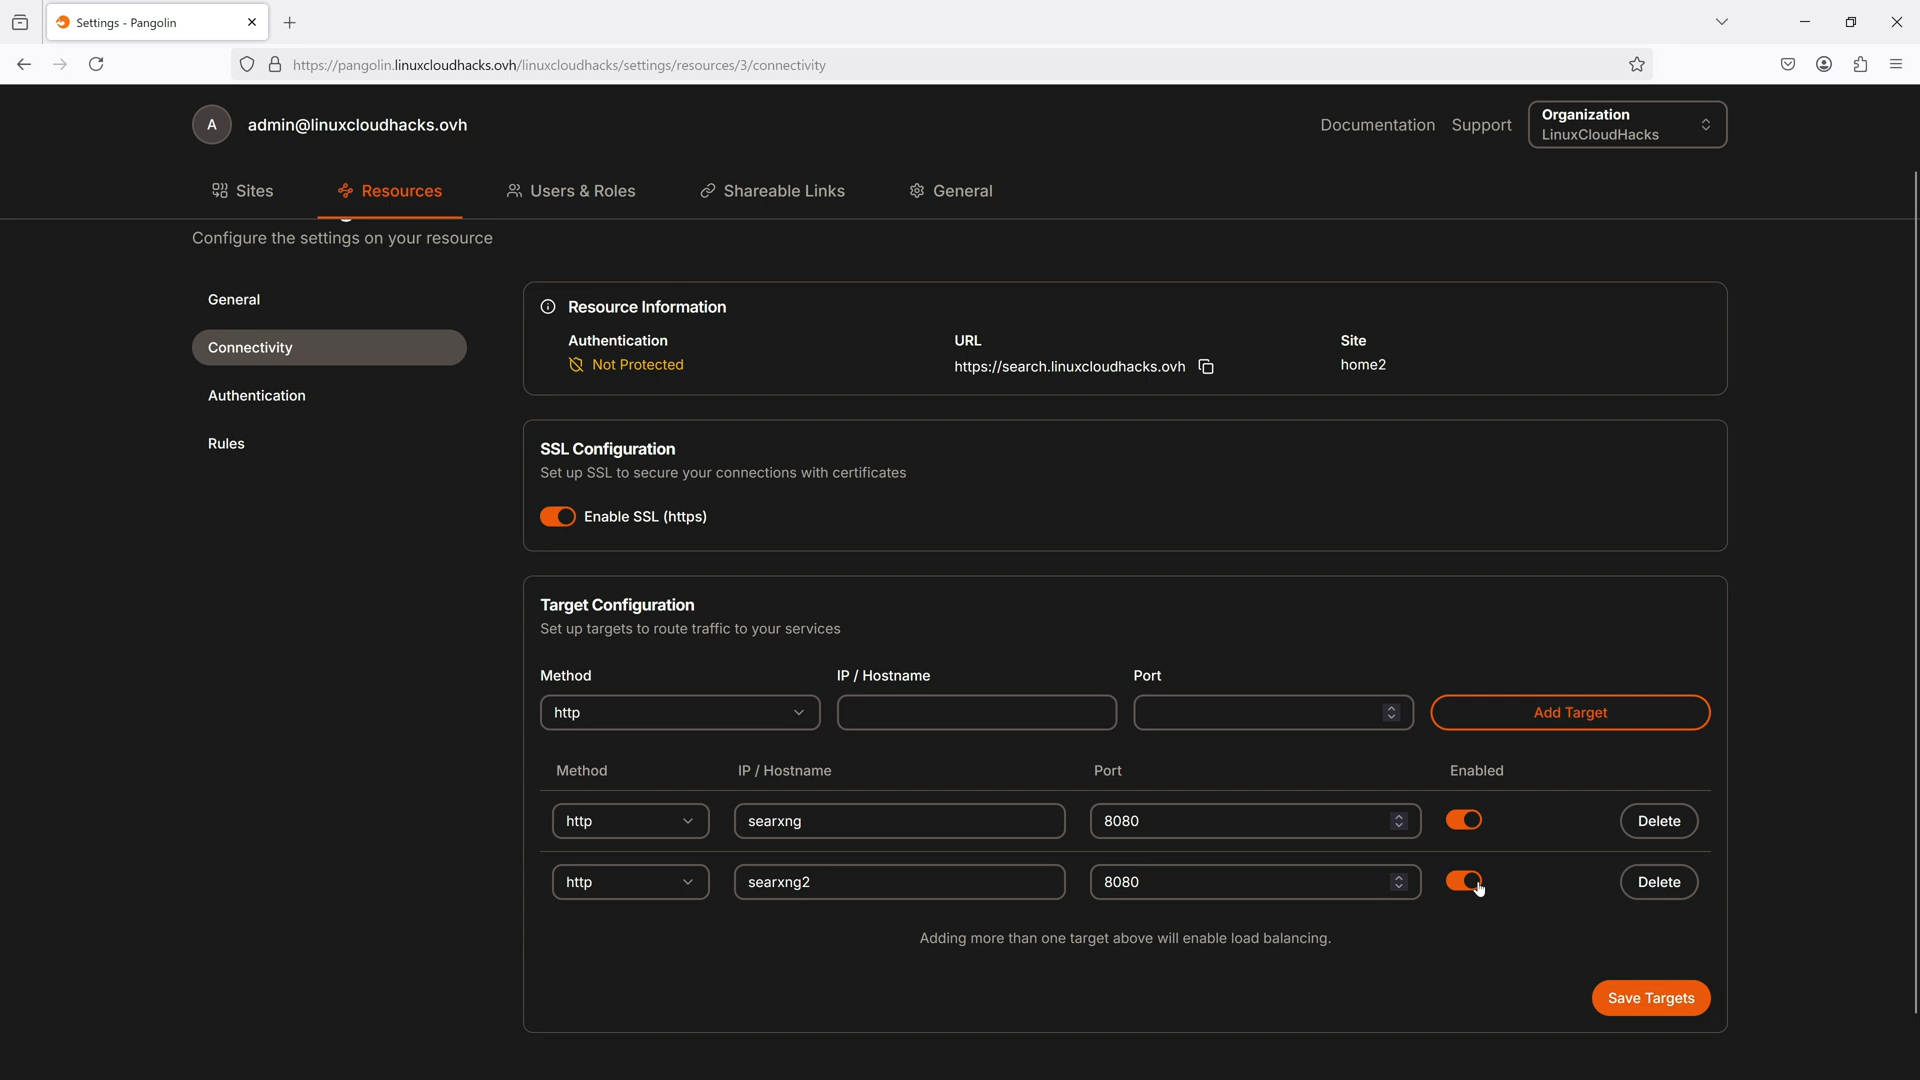 Settings - Pangolin
https://pangolin.linuxcloudhacks.ovh/linuxcloudhacks/settings/resources/3/connectivity
A
admin@linuxcloudhacks.ovh
Documentation
Support
Organization
LinuxCloudHacks
Sites
Resources
Users & Roles
Shareable Links
General
Configure the settings on your resource
General
Connectivity
Authentication
Rules
Resource Information
Authentication
URL
Site
Not Protected
https://search.linuxcloudhacks.ovh
home2
SSL Configuration
Set up SSL to secure your connections with certificates
Enable SSL (https)
Target Configuration
Set up targets to route traffic to your services
Method
IP / Hostname
Port
http
Add Target
Method
IP / Hostname
Port
Enabled
http
searxng
8080
Delete
http
searxng2
8080
Delete
Adding more than one target above will enable load balancing.
Save Targets